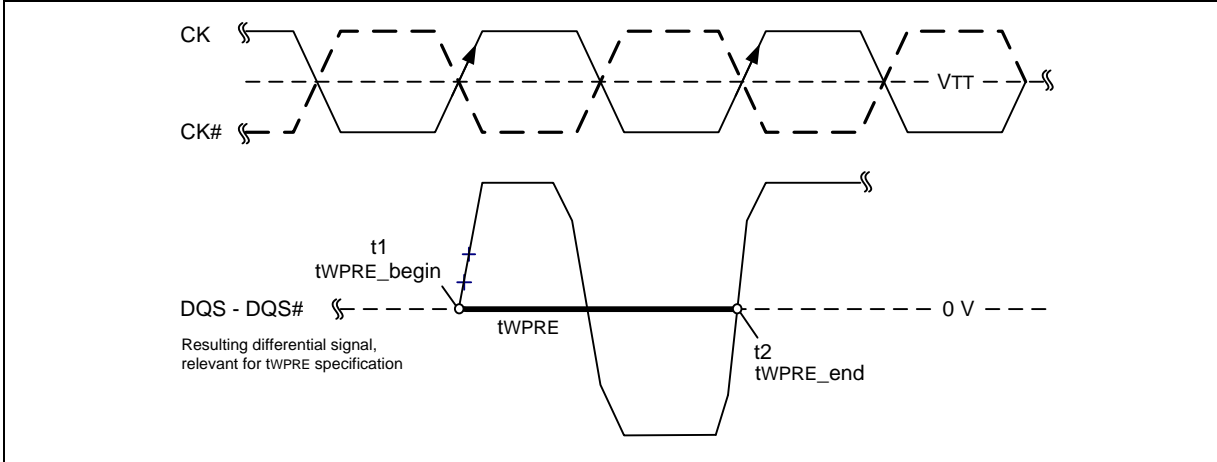 CK
VTT
CK#
t1
tWPRE_begin
DQS - DQS#
tWPRE
0 V
Resulting differential signal,
relevant for tWPRE specification
t2
tWPRE_end